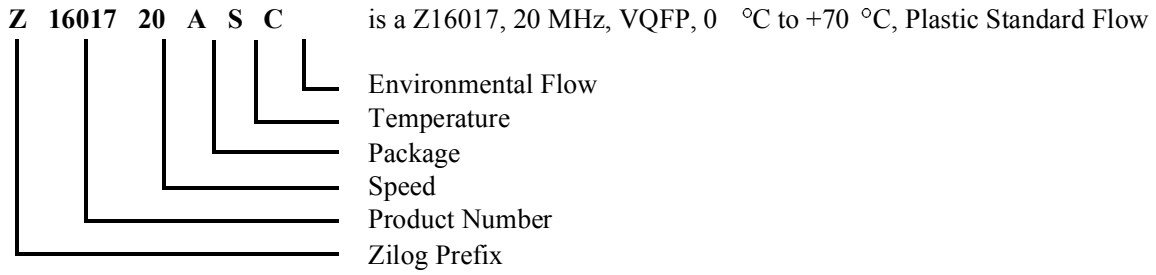 Z 16017 20 A S C is a Z16017, 20 MHz, VQFP, 0 °C to +70 °C, Plastic Standard Flow
Environmental Flow
Temperature
Package
Speed
Product Number
Zilog Prefix